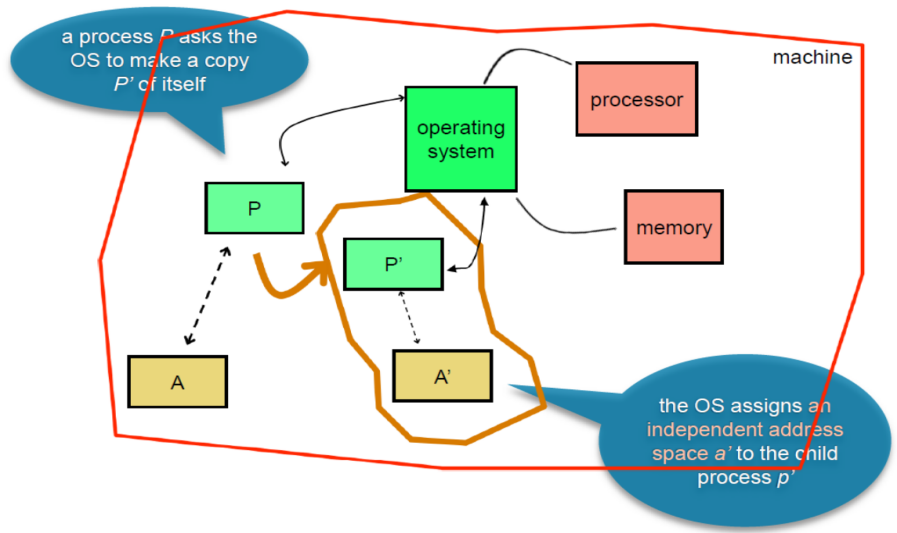 a process P asks the
OS to make a copy
P' of itself
machine
processor
operating
system
P
memory
P'
A
A'
the OS assigns an
independent address
space a' to the child
process p'